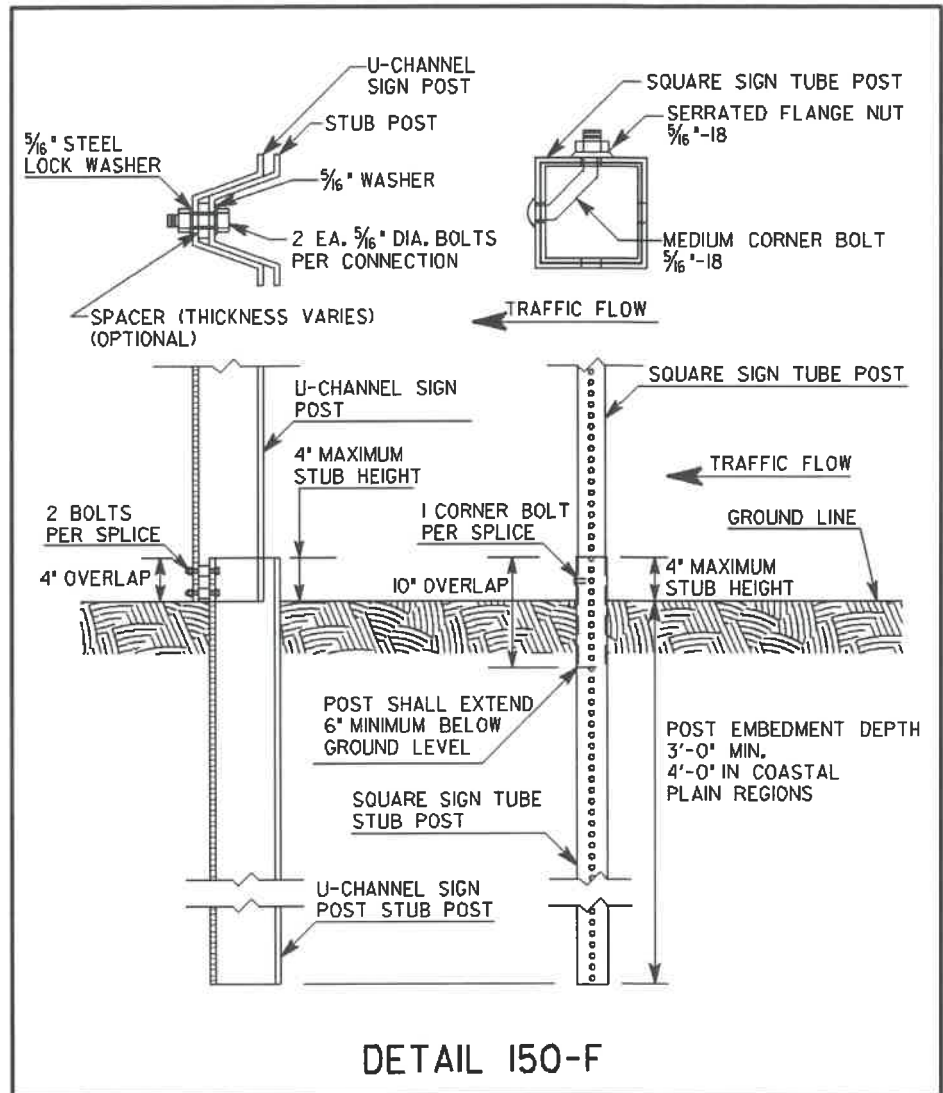 U-CHANNEL
SIGN POST
STUB POST
5/16" STEEL
LOCK WASHER
5/16" WASHER
2 EA. 5/16" DIA. BOLTS
PER CONNECTION
SPACER (THICKNESS VARIES)
(OPTIONAL)
SQUARE SIGN TUBE POST
SERRATED FLANGE NUT
5/16"-18
MEDIUM CORNER BOLT
5/16"-18
TRAFFIC FLOW
U-CHANNEL SIGN
POST
4" MAXIMUM
STUB HEIGHT
2 BOLTS
PER SPLICE
4" OVERLAP
SQUARE SIGN TUBE POST
TRAFFIC FLOW
1 CORNER BOLT
PER SPLICE
10" OVERLAP
GROUND LINE
4" MAXIMUM
STUB HEIGHT
POST SHALL EXTEND
6" MINIMUM BELOW
GROUND LEVEL
POST EMBEDMENT DEPTH
3'-0" MIN.
4'-0" IN COASTAL
PLAIN REGIONS
SQUARE SIGN TUBE
STUB POST
U-CHANNEL SIGN
POST STUB POST
DETAIL 150-F